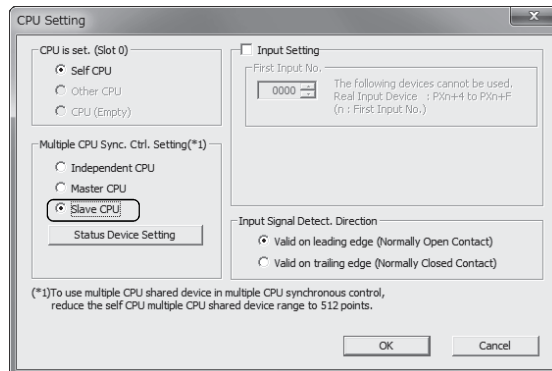 CPU Setting
CPU is set. (Slot 0)
Self CPU
Other CPU
CPU (Empty)
Multiple CPU Sync. Ctrl. Setting(*1)
Independent CPU
Master CPU
Slave CPU
Status Device Setting
Input Setting
First Input No.
0000
The following devices cannot be used.
Real Input Device : PXn+4 to PXn+F
(n : First Input No.)
Input Signal Detect. Direction
Valid on leading edge (Normally Open Contact)
Valid on trailing edge (Normally Closed Contact)
(*1)To use multiple CPU shared device in multiple CPU synchronous control,
reduce the self CPU multiple CPU shared device range to 512 points.
OK
Cancel